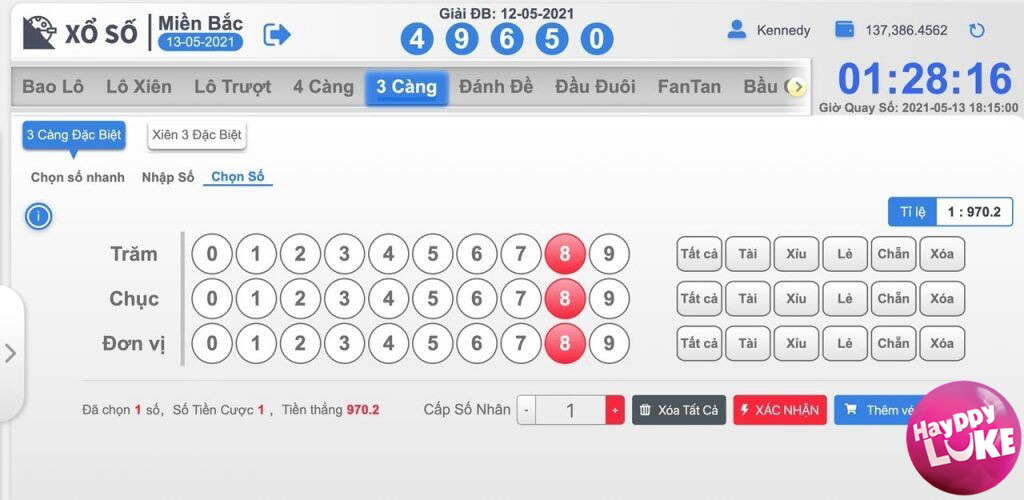 XỔ SỐ
Miền Bắc
13-05-2021
Giải ĐB: 12-05-2021
4 9 6 5 0
Kennedy
137,386.4562
Bao Lô Lô Xiên Lô Trượt 4 Càng 3 Càng Đánh Đề Đầu Đuôi FanTan Bầu
01:28:16
Giờ Quay Số: 2021-05-13 18:15:00
3 Càng Đặc Biệt Xiên 3 Đặc Biệt
Chọn số nhanh Nhập Số Chọn Số
i
Tỉ lệ 1 : 970.2
Trăm 0 1 2 3 4 5 6 7 8 9 Tất cả Tài Xỉu Lẻ Chẵn Xóa
Chục 0 1 2 3 4 5 6 7 8 9 Tất cả Tài Xỉu Lẻ Chẵn Xóa
Đơn vị 0 1 2 3 4 5 6 7 8 9 Tất cả Tài Xỉu Lẻ Chẵn Xóa
Đã chọn 1 số, Số Tiền Cược 1 , Tiền thắng 970.2 Cấp Số Nhân - 1 + Xóa Tất Cả XÁC NHẬN Thêm vé
HayppY
LUKE